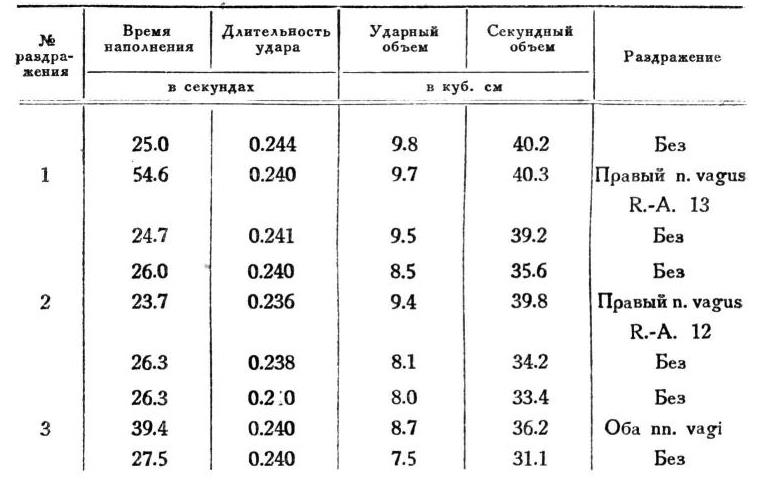 № раздра-жения | Время наполнения | Длительность удара | Ударный объем | Секундный объем | Раздражение
в секундах | в куб. см
25.0 0.244 9.8 40.2 Без
1 54.6 0.240 9.7 40.3 Правый n. vagus
R.-A. 13
24.7 0.241 9.5 39.2 Без
26.0 0.240 8.5 35.6 Без
2 23.7 0.236 9.4 39.8 Правый n. vagus
R.-A. 12
26.3 0.238 8.1 34.2 Без
26.3 8.0 33.4 Без
3 39.4 0.240 8.7 36.2 Оба nn. vagi
27.5 0.240 7.5 31.1 Без